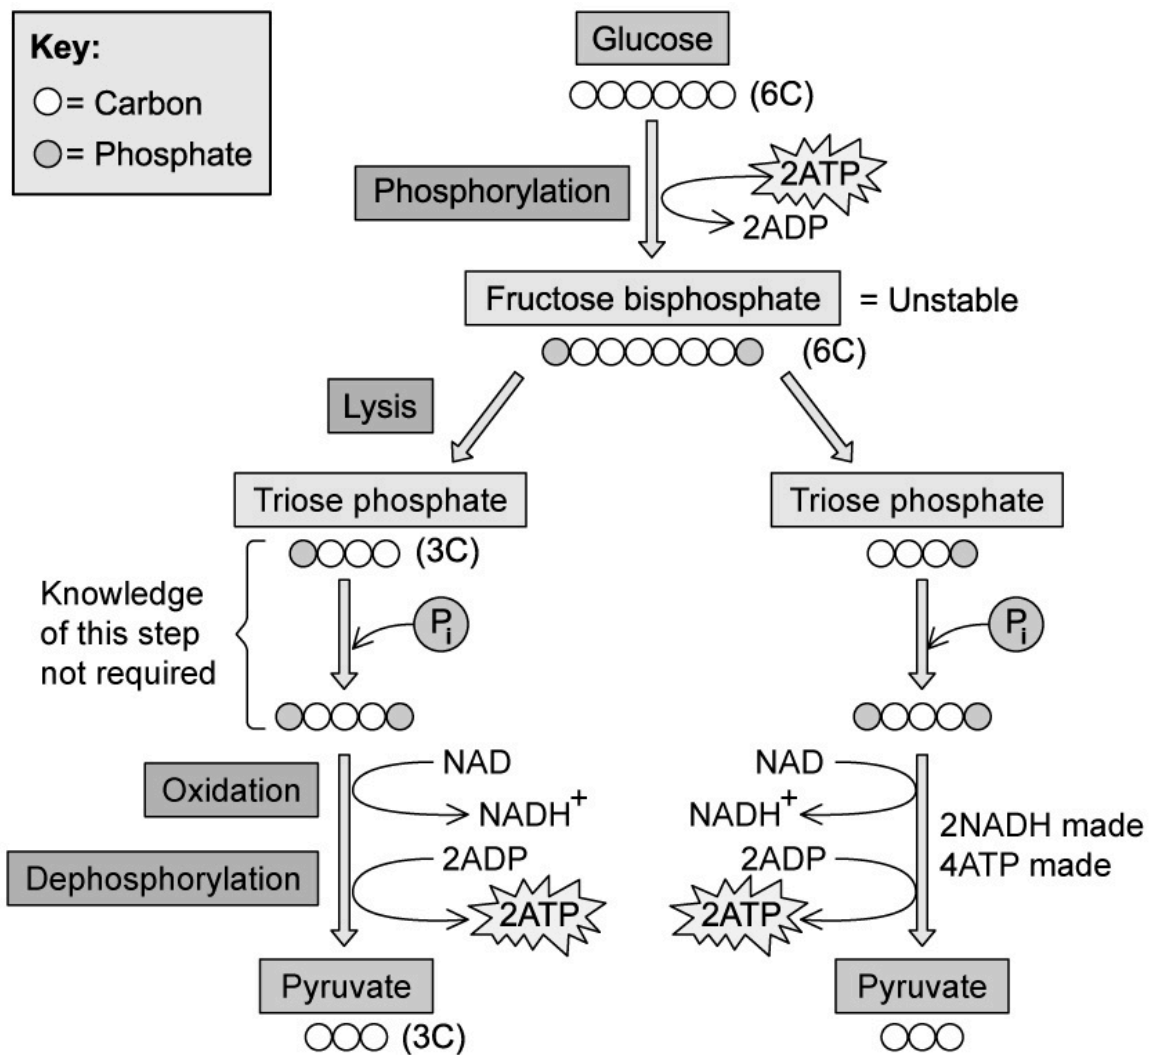 Key:
= Carbon
= Phosphate
Glucose
(6C)
Phosphorylation
2ATP
2ADP
Fructose bisphosphate = Unstable
(6C)
Lysis
Triose phosphate
Triose phosphate
(3C)
Knowledge
of this step
not required
Pi
Pi
Oxidation
NAD
NADH+
NAD
NADH+
2NADH made
4ATP made
Dephosphorylation
2ADP
2ATP
2ADP
2ATP
Pyruvate
(3C)
Pyruvate